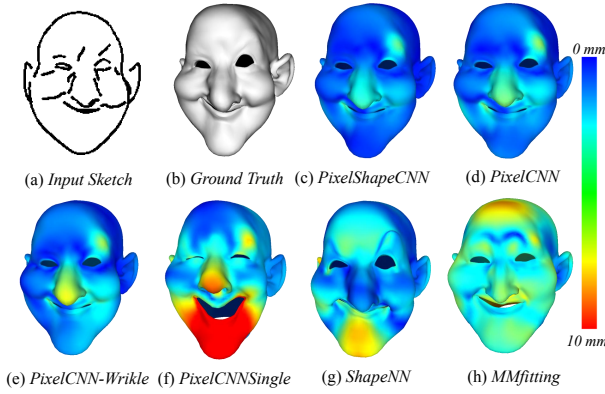 0 mm
(a) Input Sketch (b) Ground Truth (c) PixelShapeCNN (d) PixelCNN
10 mm
(e) PixelCNN-Wrikle (f) PixelCNNSingle (g) ShapeNN (h) MMfitting